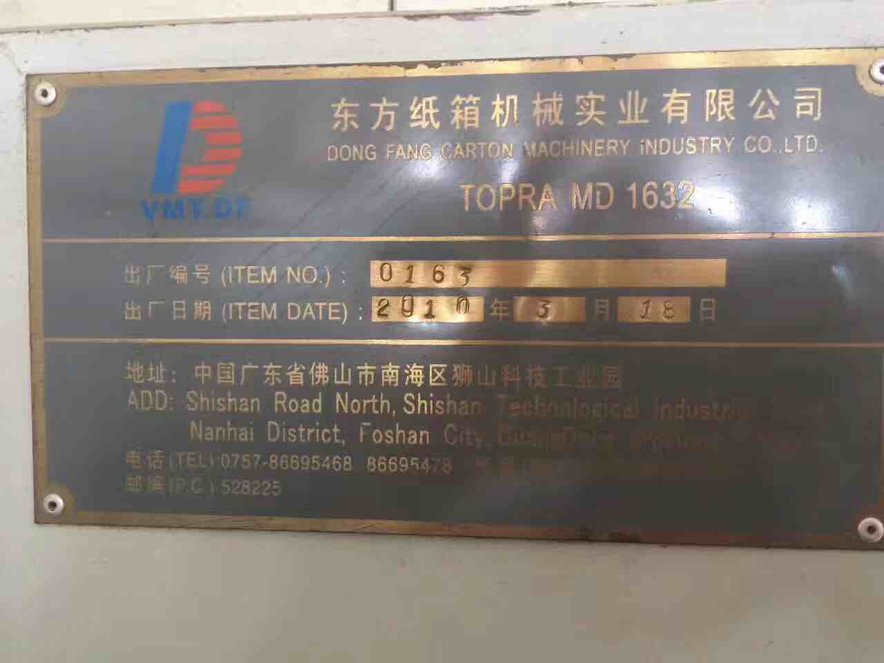 VMT.DF
东方纸箱机械实业有限公司
DONG FANG CARTON MACHINERY iNDUSTRY CO.,LTD.
TOPRA MD 1632
出厂编号 (ITEM NO.) : 0163
出厂日期 (ITEM DATE) : 2010 年 3 月 18 日
地址: 中国广东省佛山市南海区狮山科技工业园
ADD: Shishan Road North, Shishan Technological Industrial
Nanhai District, Foshan City,
电话 (TEL) 0757-86695468 86695478
邮编 (P.C) 528225